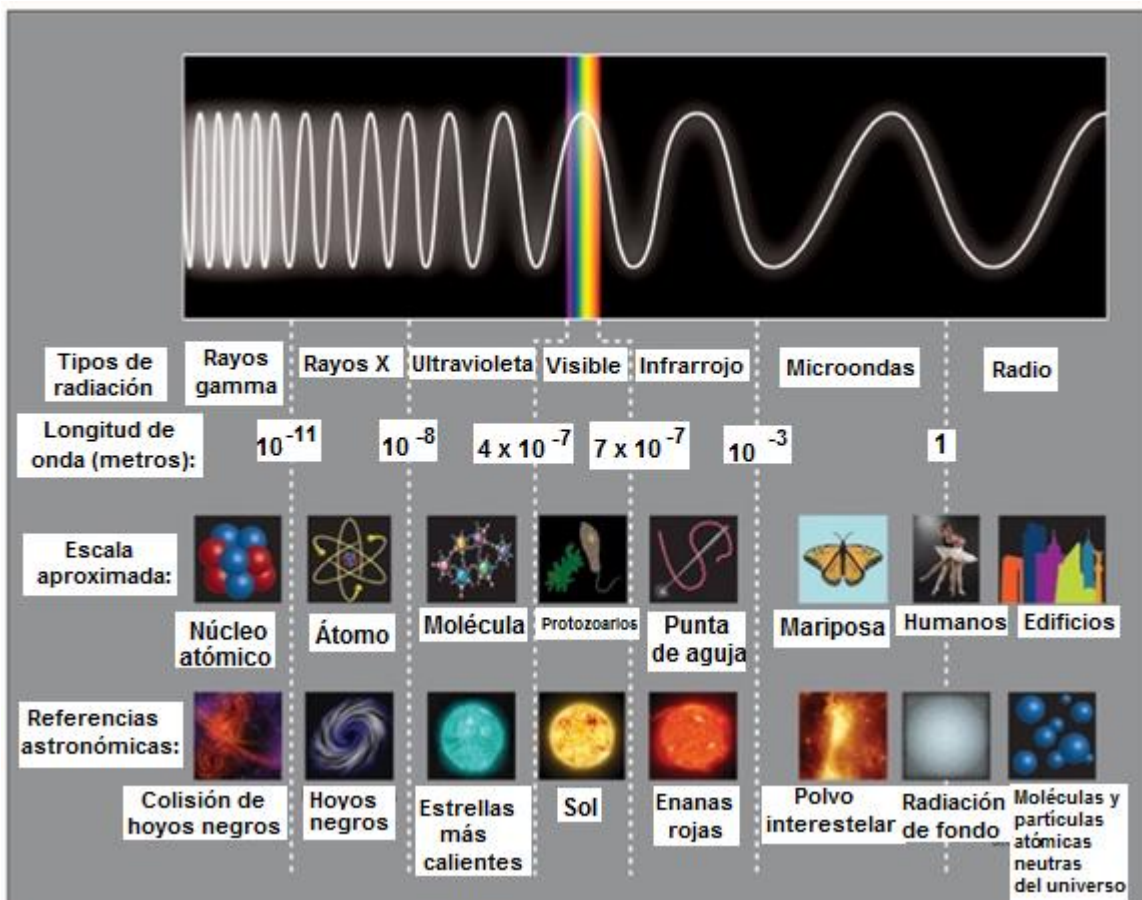 Tipos de
radiación
Rayos
gamma
Rayos X
Ultravioleta
Visible
Infrarrojo
Microondas
Radio
Longitud de
onda (metros):
10 -11
10 -8
4 x 10 -7
7 x 10 -7
10 -3
1
Escala
aproximada:
Núcleo
atómico
Átomo
Molécula
Protozoarios
Punta
de aguja
Mariposa
Humanos
Edificios
Referencias
astronómicas:
Colisión de
hoyos negros
Hoyos
negros
Estrellas
más
calientes
Sol
Enanas
rojas
Polvo
interestelar
Radiación
de fondo
Moléculas y
partículas
atómicas
neutras
del universo